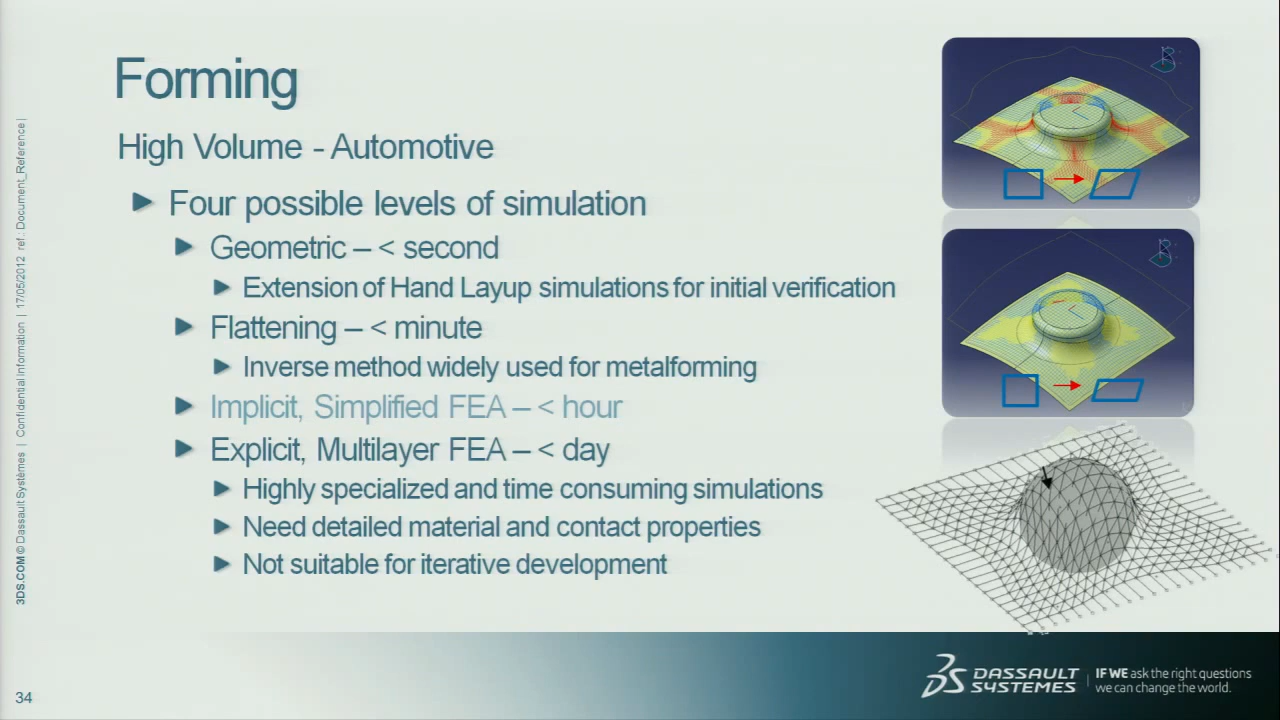 Forming
High Volume - Automotive
Four possible levels of simulation
Geometric – < second
Extension of Hand Layup simulations for initial verification
Flattening – < minute
Inverse method widely used for metalforming
Implicit, Simplified FEA – < hour
Explicit, Multilayer FEA – < day
Highly specialized and time consuming simulations
Need detailed material and contact properties
Not suitable for iterative development
3DS.COM © Dassault Systèmes | Confidential Information | 17/05/2012 ref.: Document_Reference |
34
DASSAULT
SYSTEMES
IF WE ask the right questions
we can change the world.